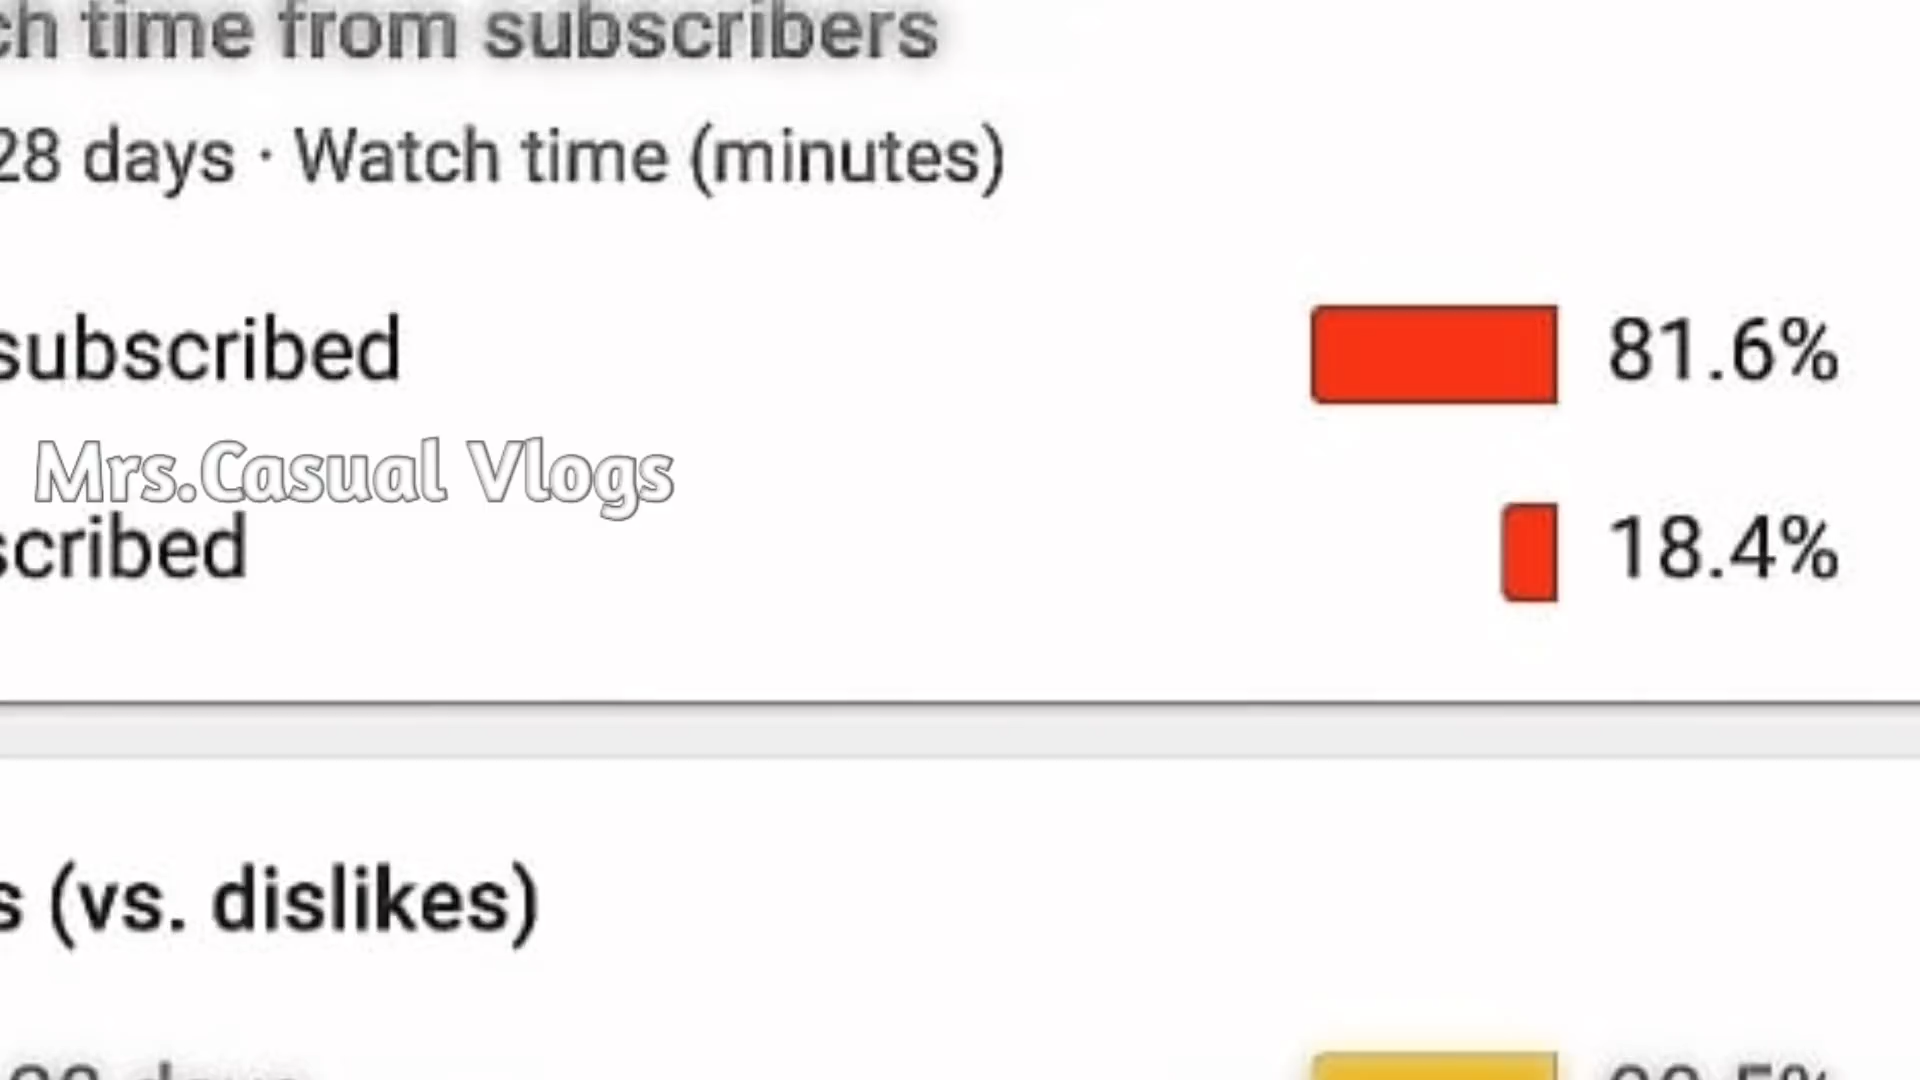 ch time from subscribers
28 days · Watch time (minutes)
subscribed 81.6%
Mrs.Casual Vlogs
scribed 18.4%
s (vs. dislikes)